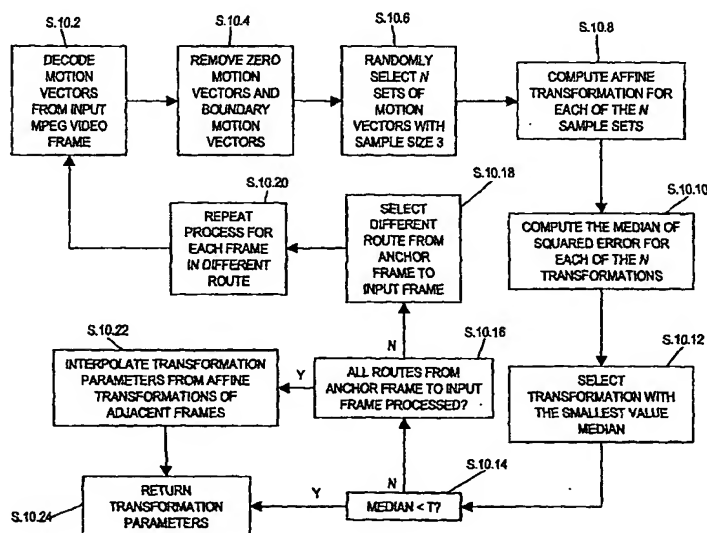 S.10.2
DECODE
MOTION
VECTORS
FROM INPUT
MPEG VIDEO
FRAME
S.10.4
REMOVE ZERO
MOTION
VECTORS AND
BOUNDARY
MOTION
VECTORS
S.10.6
RANDOMLY
SELECT N
SETS OF
MOTION
VECTORS WITH
SAMPLE SIZE 3
S.10.8
COMPUTE AFFINE
TRANSFORMATION FOR
EACH OF THE N
SAMPLE SETS
S.10.10
COMPUTE THE MEDIAN OF
SQUARED ERROR FOR
EACH OF THE N
TRANSFORMATIONS
S.10.12
SELECT
TRANSFORMATION WITH
THE SMALLEST VALUE
MEDIAN
S.10.14
MEDIAN < T?
Y
N
S.10.16
ALL ROUTES FROM
ANCHOR FRAME TO INPUT
FRAME PROCESSED?
Y
N
S.10.18
SELECT
DIFFERENT
ROUTE FROM
ANCHOR
FRAME TO
INPUT FRAME
S.10.20
REPEAT
PROCESS FOR
EACH FRAME
IN DIFFERENT
ROUTE
S.10.22
INTERPOLATE TRANSFORMATION
PARAMETERS FROM AFFINE
TRANSFORMATIONS OF
ADJACENT FRAMES
S.10.24
RETURN
TRANSFORMATION
PARAMETERS